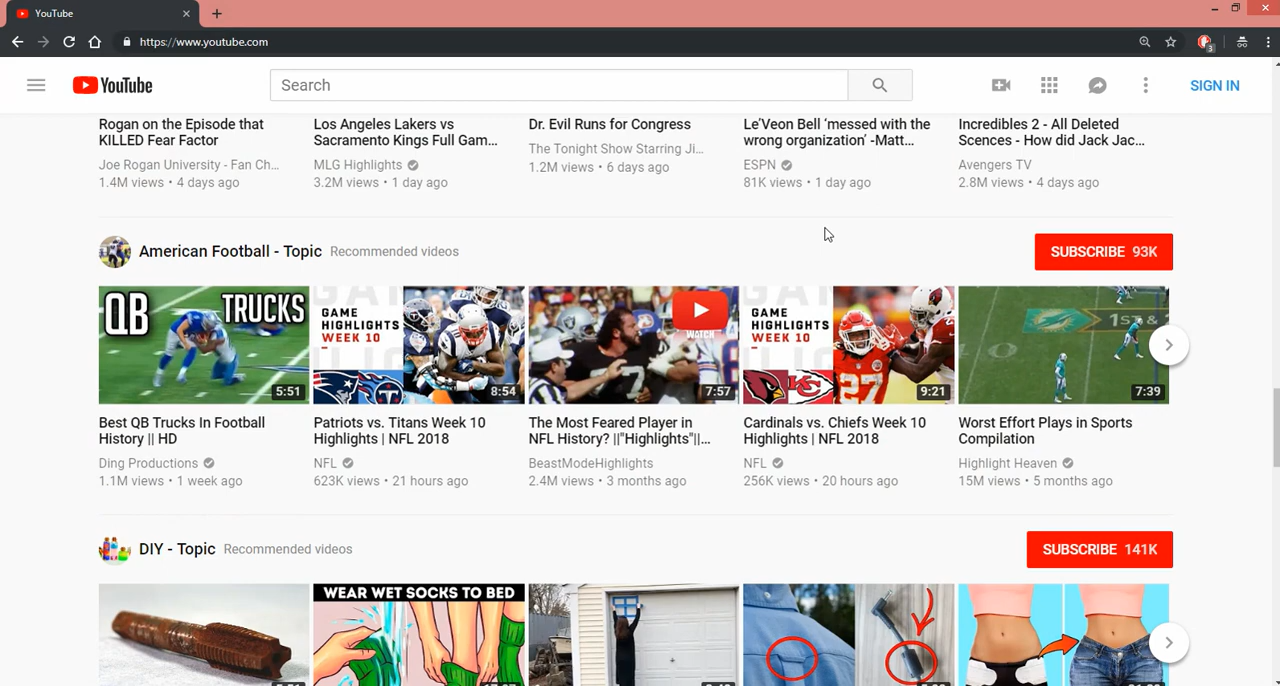 YouTube
https://www.youtube.com
3
YouTube
Search
SIGN IN
Rogan on the Episode that
KILLED Fear Factor
Joe Rogan University - Fan Ch...
1.4M views • 4 days ago
Los Angeles Lakers vs
Sacramento Kings Full Gam...
MLG Highlights
3.2M views • 1 day ago
Dr. Evil Runs for Congress
The Tonight Show Starring Ji...
1.2M views • 6 days ago
Le'Veon Bell ‘messed with the
wrong organization’ -Matt...
ESPN
81K views • 1 day ago
Incredibles 2 - All Deleted
Scences - How did Jack Jac...
Avengers TV
2.8M views • 4 days ago
American Football - Topic Recommended videos
SUBSCRIBE 93K
QB TRUCKS
5:51
Best QB Trucks In Football
History || HD
Ding Productions
1.1M views • 1 week ago
GAME
HIGHLIGHTS
WEEK 10
8:54
Patriots vs. Titans Week 10
Highlights | NFL 2018
NFL
623K views • 21 hours ago
WATCH
7:57
The Most Feared Player in
NFL History? ||"Highlights"||...
BeastModeHighlights
2.4M views • 3 months ago
GAME
HIGHLIGHTS
WEEK 10
27
9:21
Cardinals vs. Chiefs Week 10
Highlights | NFL 2018
NFL
256K views • 20 hours ago
1ST &
7:39
Worst Effort Plays in Sports
Compilation
Highlight Heaven
15M views • 5 months ago
DIY - Topic Recommended videos
SUBSCRIBE 141K
WEAR WET SOCKS TO BED